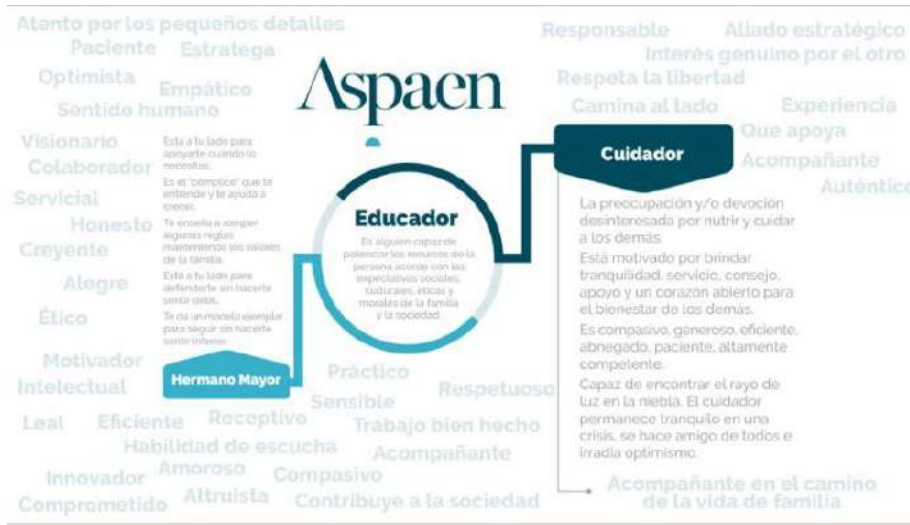 Atento por los pequeños detalles
Paciente Estratega
Optimista Empático
Sentido humano
Visionario
Colaborador
Servicial
Honesto
Creyente
Alegre
Ético
Motivador
Intelectual
Leal Eficiente Receptivo
Habilidad de escucha
Innovador Amoroso Compasivo
Comprometido Altruista Contribuye a la sociedad
Práctico
Sensible Respetuoso
Trabajo bien hecho
Acompañante
Responsable Aliado estratégico
Interés genuino por el otro
Respeta la libertad
Camina al lado Experiencia
Que apoya
Acompañante
Auténtico
Aspaen
Está a tu lado para
apoyarte cuando lo
necesitas.
Es el "cómplice" que te
entiende y te ayuda a
crecer.
Te enseña a romper
algunas reglas
manteniendo los valores
de la familia.
Está a tu lado para
defenderte sin hacerte
sentir débil.
Te da un modelo ejemplar
para seguir sin hacerte
sentir inferior.
Hermano Mayor
Educador
Es alguien capaz de
potenciar los recursos de la
persona acorde con las
expectativas sociales,
culturales, éticas y
morales de la familia
y la sociedad.
Cuidador
La preocupación y/o devoción
desinteresada por nutrir y cuidar
a los demás.
Está motivado por brindar
tranquilidad, servicio, consejo,
apoyo y un corazón abierto para
el bienestar de los demás.
Es compasivo, generoso, eficiente,
abnegado, paciente, altamente
competente.
Capaz de encontrar el rayo de
luz en la niebla. El cuidador
permanece tranquilo en una
crisis, se hace amigo de todos e
irradia optimismo.
Acompañante en el camino
de la vida de familia